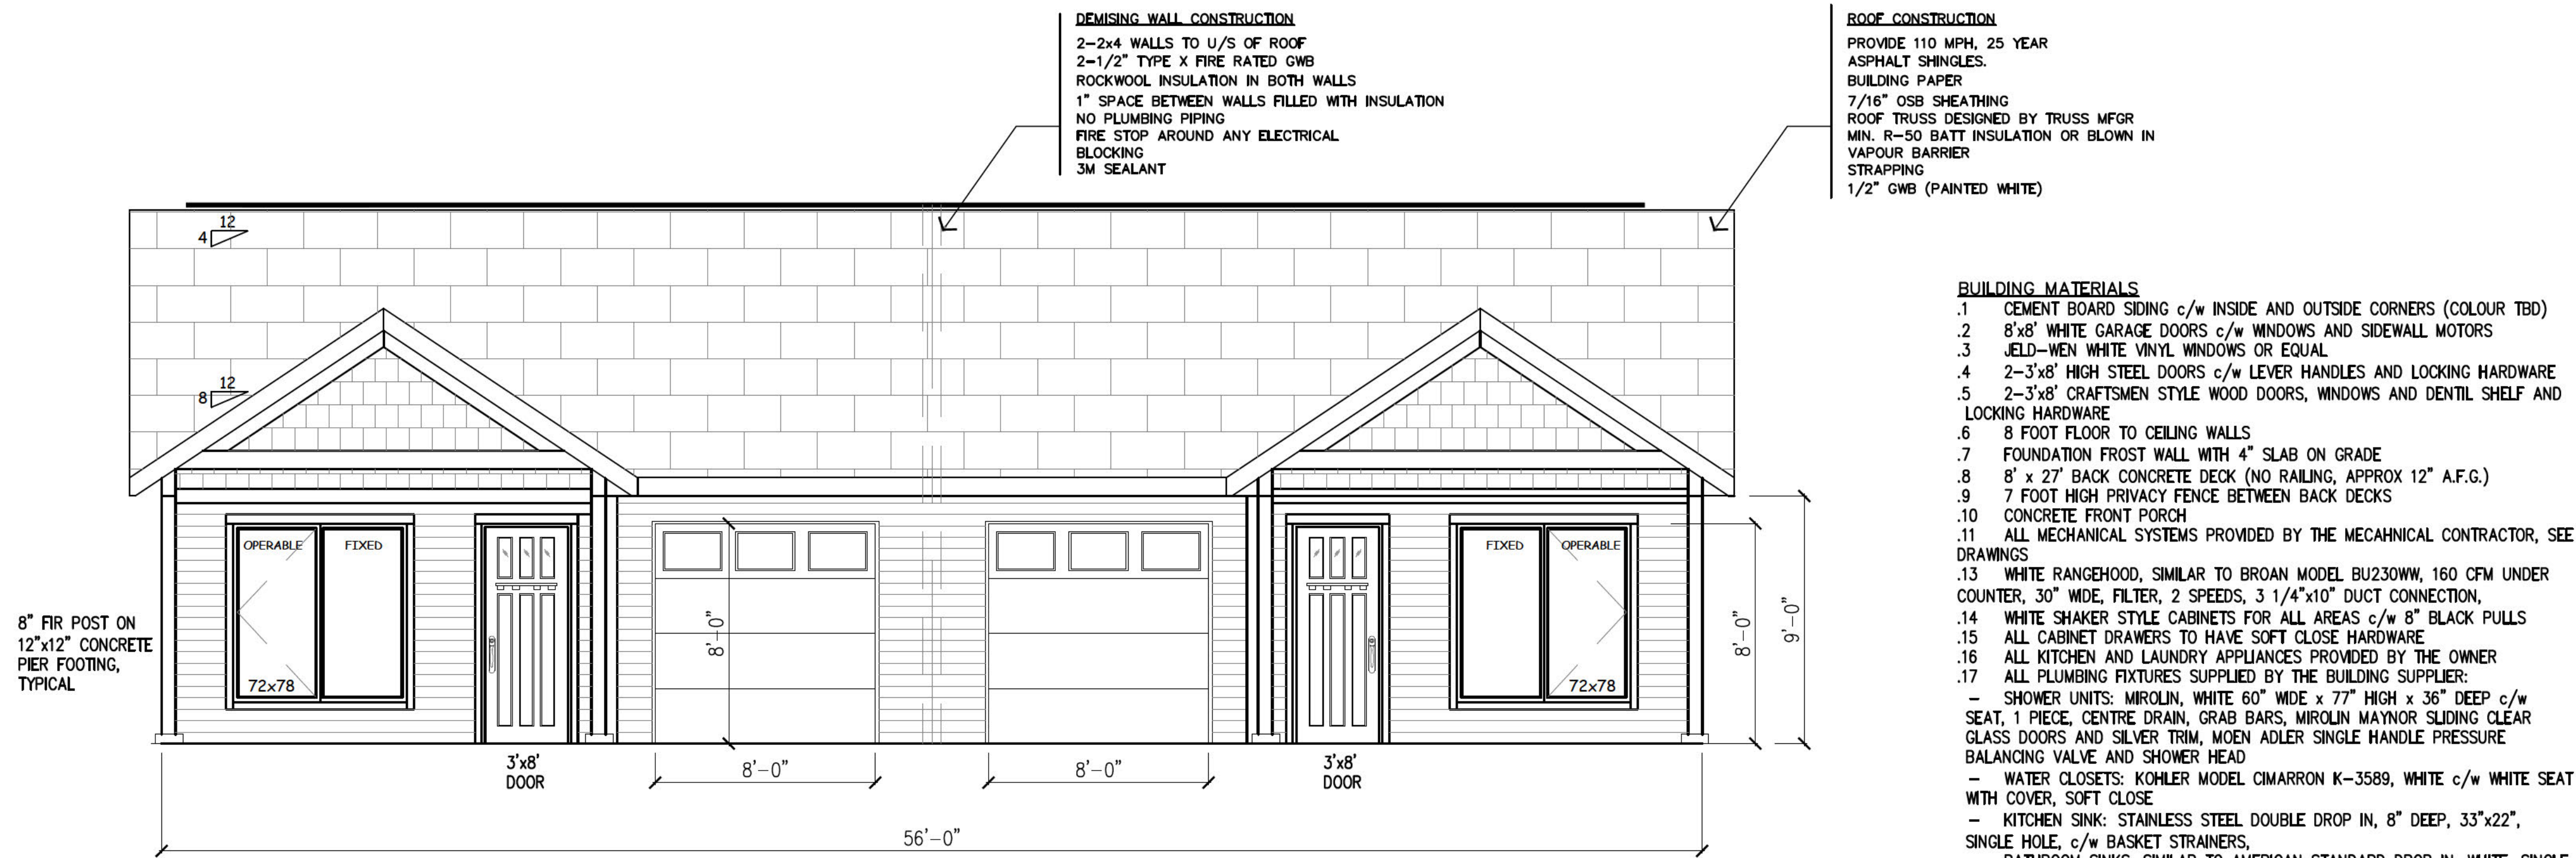 DEMISING WALL CONSTRUCTION
2-2x4 WALLS TO U/S OF ROOF
2-1/2" TYPE X FIRE RATED GWB
ROCKWOOL INSULATION IN BOTH WALLS
1" SPACE BETWEEN WALLS FILLED WITH INSULATION
NO PLUMBING PIPING
FIRE STOP AROUND ANY ELECTRICAL
BLOCKING
3M SEALANT
ROOF CONSTRUCTION
PROVIDE 110 MPH, 25 YEAR
ASPHALT SHINGLES.
BUILDING PAPER
7/16" OSB SHEATHING
ROOF TRUSS DESIGNED BY TRUSS MFGR
MIN. R-50 BATT INSULATION OR BLOWN IN
VAPOUR BARRIER
STRAPPING
1/2" GWB (PAINTED WHITE)
12
4
12
8
OPERABLE
FIXED
72x78
FIXED
OPERABLE
72x78
8" FIR POST ON
12"x12" CONCRETE
PIER FOOTING,
TYPICAL
8'-0"
8'-0"
9'-0"
3'x8'
DOOR
8'-0"
8'-0"
3'x8'
DOOR
56'-0"
BUILDING MATERIALS
.1 CEMENT BOARD SIDING c/w INSIDE AND OUTSIDE CORNERS (COLOUR TBD)
.2 8'x8' WHITE GARAGE DOORS c/w WINDOWS AND SIDEWALL MOTORS
.3 JELD-WEN WHITE VINYL WINDOWS OR EQUAL
.4 2-3'x8' HIGH STEEL DOORS c/w LEVER HANDLES AND LOCKING HARDWARE
.5 2-3'x8' CRAFTSMEN STYLE WOOD DOORS, WINDOWS AND DENTIL SHELF AND
LOCKING HARDWARE
.6 8 FOOT FLOOR TO CEILING WALLS
.7 FOUNDATION FROST WALL WITH 4" SLAB ON GRADE
.8 8' x 27' BACK CONCRETE DECK (NO RAILING, APPROX 12" A.F.G.)
.9 7 FOOT HIGH PRIVACY FENCE BETWEEN BACK DECKS
.10 CONCRETE FRONT PORCH
.11 ALL MECHANICAL SYSTEMS PROVIDED BY THE MECAHNICAL CONTRACTOR, SEE
DRAWINGS
.13 WHITE RANGEHOOD, SIMILAR TO BROAN MODEL BU230WW, 160 CFM UNDER
COUNTER, 30" WIDE, FILTER, 2 SPEEDS, 3 1/4"x10" DUCT CONNECTION,
.14 WHITE SHAKER STYLE CABINETS FOR ALL AREAS c/w 8" BLACK PULLS
.15 ALL CABINET DRAWERS TO HAVE SOFT CLOSE HARDWARE
.16 ALL KITCHEN AND LAUNDRY APPLIANCES PROVIDED BY THE OWNER
.17 ALL PLUMBING FIXTURES SUPPLIED BY THE BUILDING SUPPLIER:
- SHOWER UNITS: MIROLIN, WHITE 60" WIDE x 77" HIGH x 36" DEEP c/w
SEAT, 1 PIECE, CENTRE DRAIN, GRAB BARS, MIROLIN MAYNOR SLIDING CLEAR
GLASS DOORS AND SILVER TRIM, MOEN ADLER SINGLE HANDLE PRESSURE
BALANCING VALVE AND SHOWER HEAD
- WATER CLOSETS: KOHLER MODEL CIMARRON K-3589, WHITE c/w WHITE SEAT
WITH COVER, SOFT CLOSE
- KITCHEN SINK: STAINLESS STEEL DOUBLE DROP IN, 8" DEEP, 33"x22",
SINGLE HOLE, c/w BASKET STRAINERS,
BATHROOM SINKS: SIMILAR TO AMERICAN STANDARD DROP IN, WHITE, SINGLE